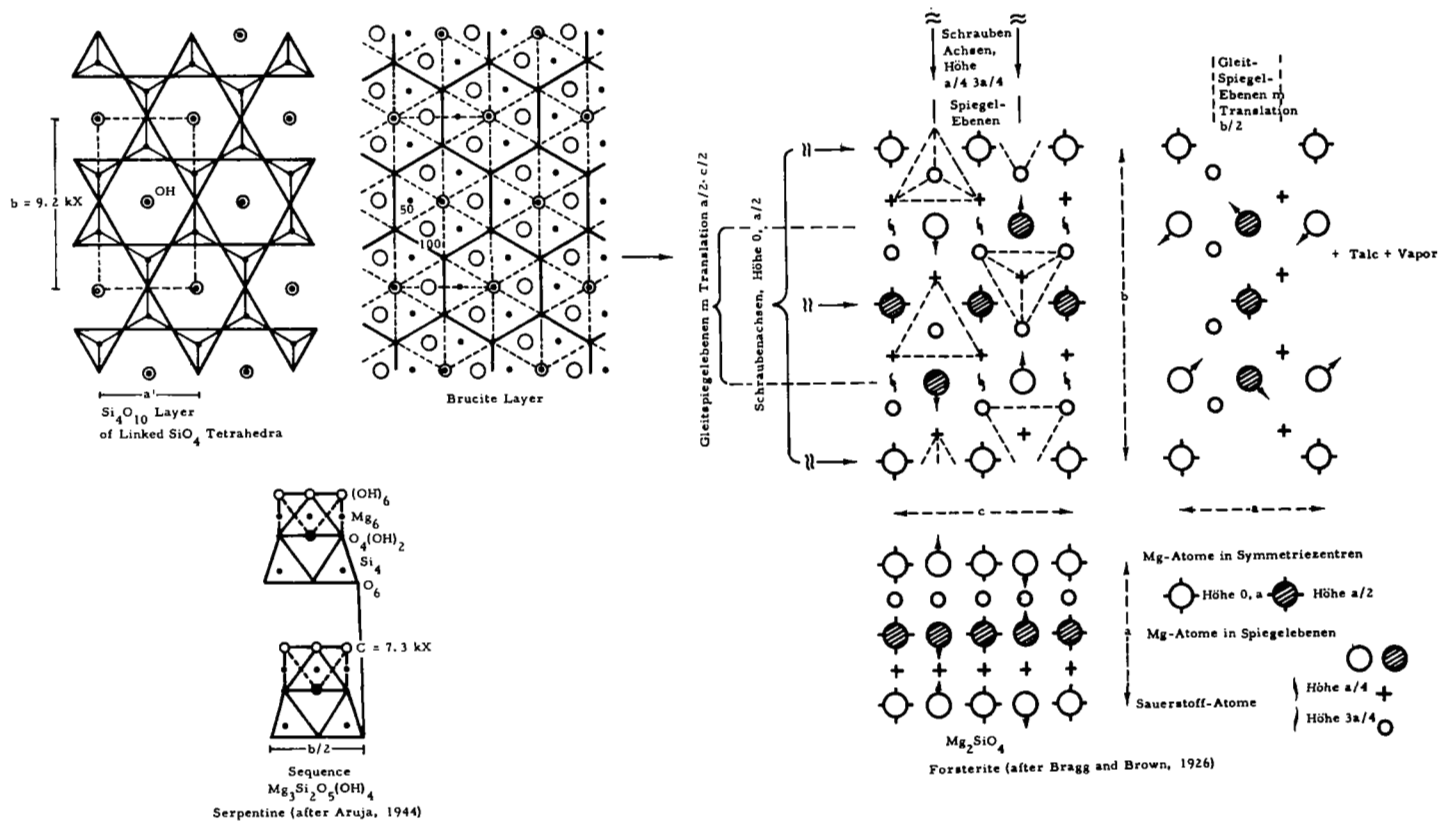 OH
b = 9.2 kX
a'
Si4O10 Layer
of Linked SiO4 Tetrahedra
50
100
Brucite Layer
(OH)6
Mg6
O4(OH)2
Si4
O6
C = 7.3 kX
b/2
Sequence
Mg3Si2O5(OH)4
Serpentine (after Aruja, 1944)
Schrauben
Achsen,
Höhe
a/4 3a/4
Spiegel-
Ebenen
Gleitspiegelebenen m Translation a/2· c/2
Schraubenachsen, Höhe 0, a/2
b
c
a
Gleit-
Spiegel-
Ebenen m
Translation
b/2
+ Talc + Vapor
a
Mg-Atome in Symmetriezentren
Höhe 0, a
Höhe a/2
Mg-Atome in Spiegelebenen
Sauerstoff-Atome
Höhe a/4
Höhe 3a/4
Mg2SiO4
Forsterite (after Bragg and Brown, 1926)